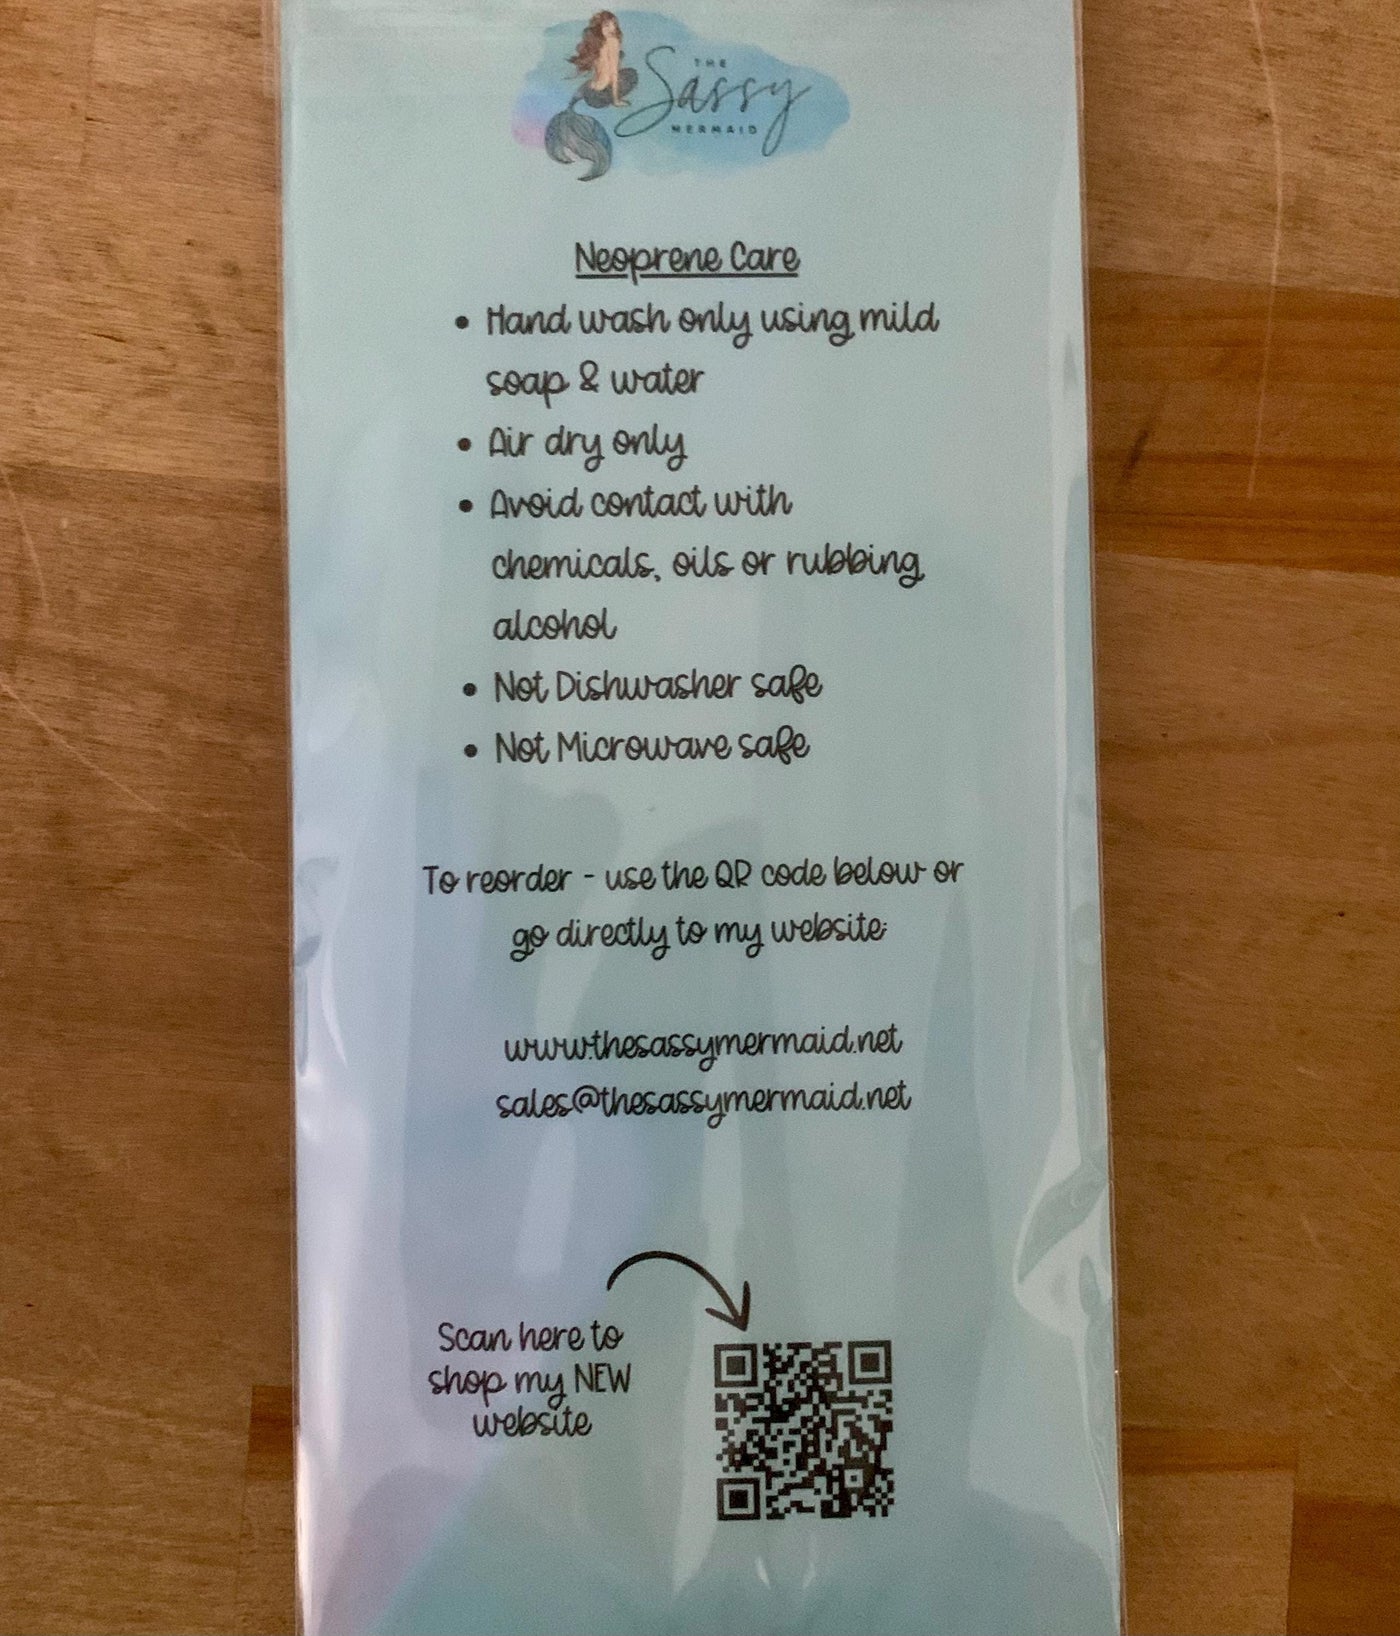 THE
Sassy
MERMAID
Neoprene Care
• Hand wash only using mild
soap & water
• Air dry only
• Avoid contact with
chemicals, oils or rubbing
alcohol
• Not Dishwasher safe
• Not Microwave safe
To reorder - use the QR code below or
go directly to my website:
www.thesassymermaid.net
sales@thesassymermaid.net
Scan here to
shop my NEW
website